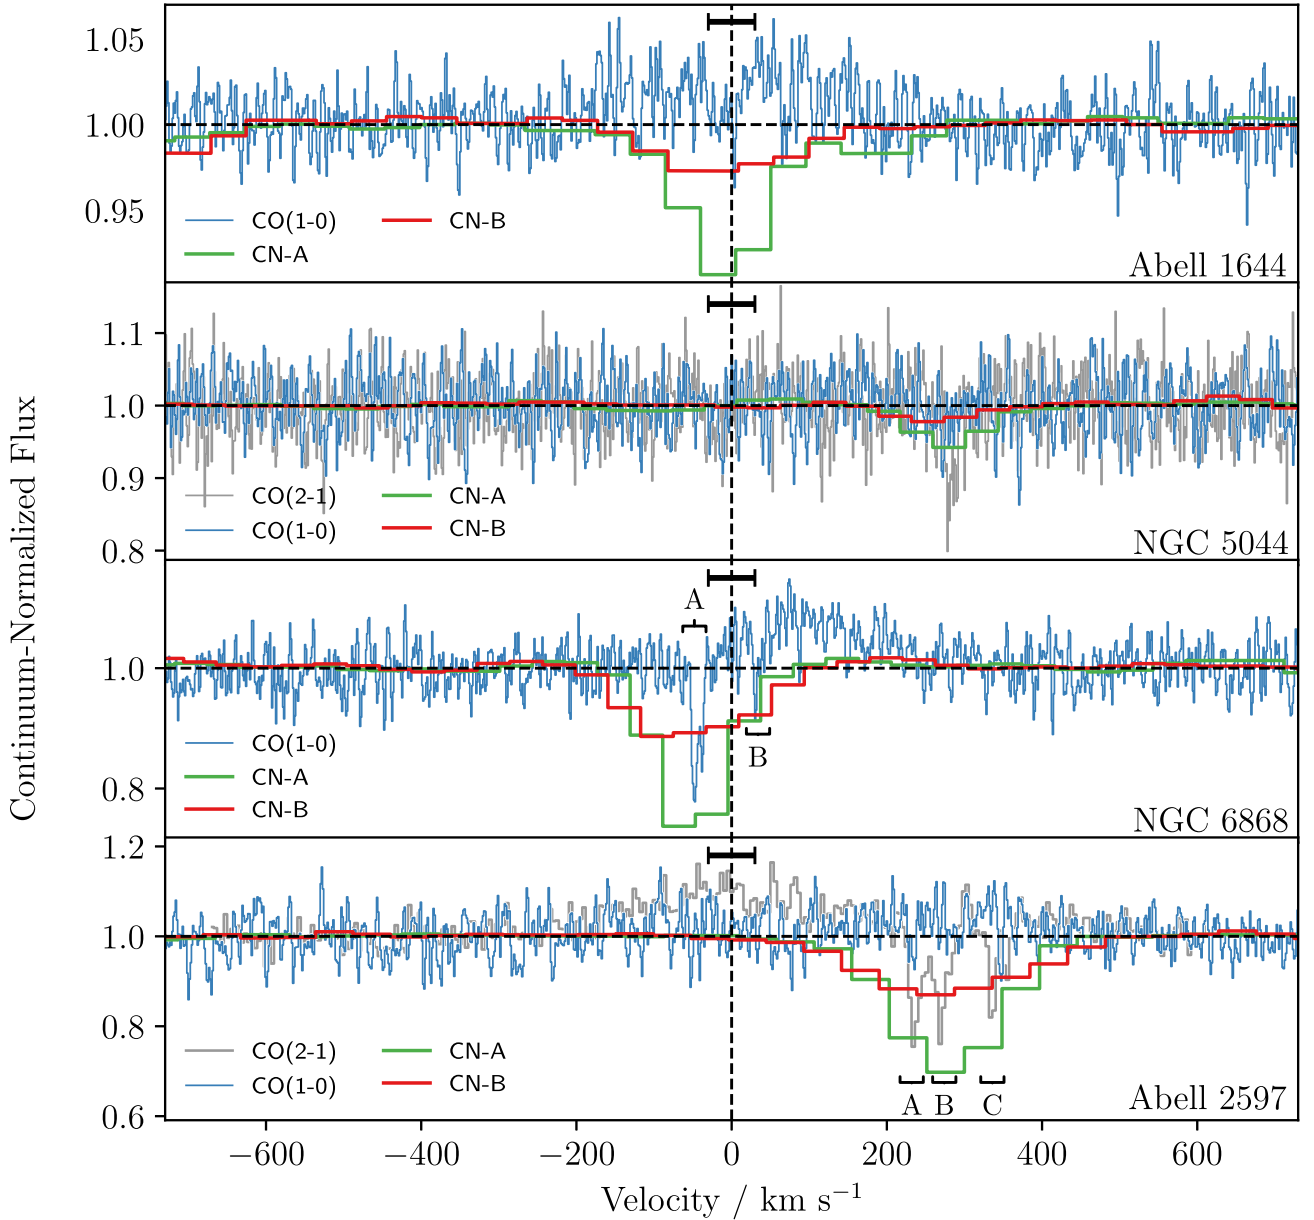 Continuum-Normalized Flux
1.05
1.00
0.95
CO(1-0) CN-B
CN-A
Abell 1644
1.1
1.0
0.9
0.8
CO(2-1) CN-A
CO(1-0) CN-B
NGC 5044
A
1.0
B
0.8
CO(1-0)
CN-A
CN-B
NGC 6868
1.2
1.0
0.8
0.6
CO(2-1) CN-A
CO(1-0) CN-B
A B C
Abell 2597
−600 −400 −200 0 200 400 600
Velocity / km s⁻¹